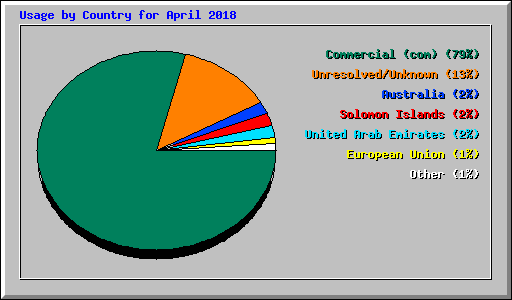 Usage by Country for April 2018
Commercial (com) (79%)
Unresolved/Unknown (13%)
Australia (2%)
Solomon Islands (2%)
United Arab Emirates (2%)
European Union (1%)
Other (1%)